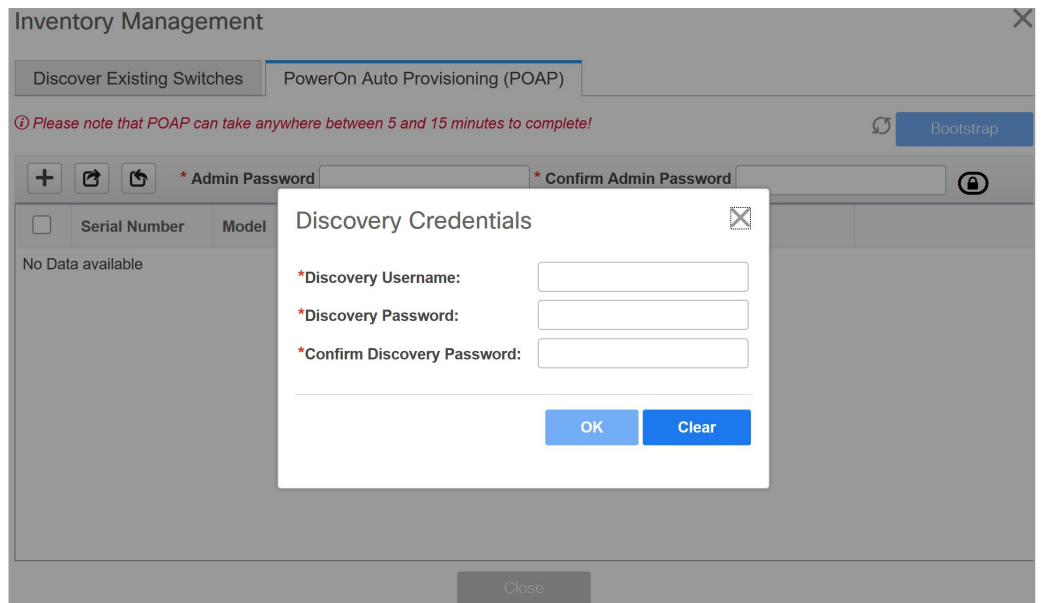 Inventory Management
Discover Existing Switches PowerOn Auto Provisioning (POAP)
Please note that POAP can take anywhere between 5 and 15 minutes to complete!
Bootstrap
* Admin Password * Confirm Admin Password
Serial Number Model
No Data available
Discovery Credentials
*Discovery Username:
*Discovery Password:
*Confirm Discovery Password:
OK Clear
Close